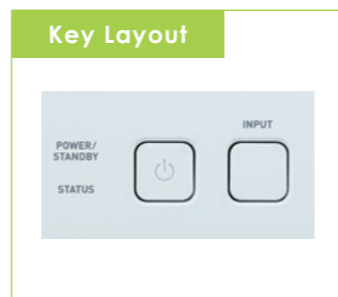 Key Layout
INPUT
POWER/
STANDBY
STATUS